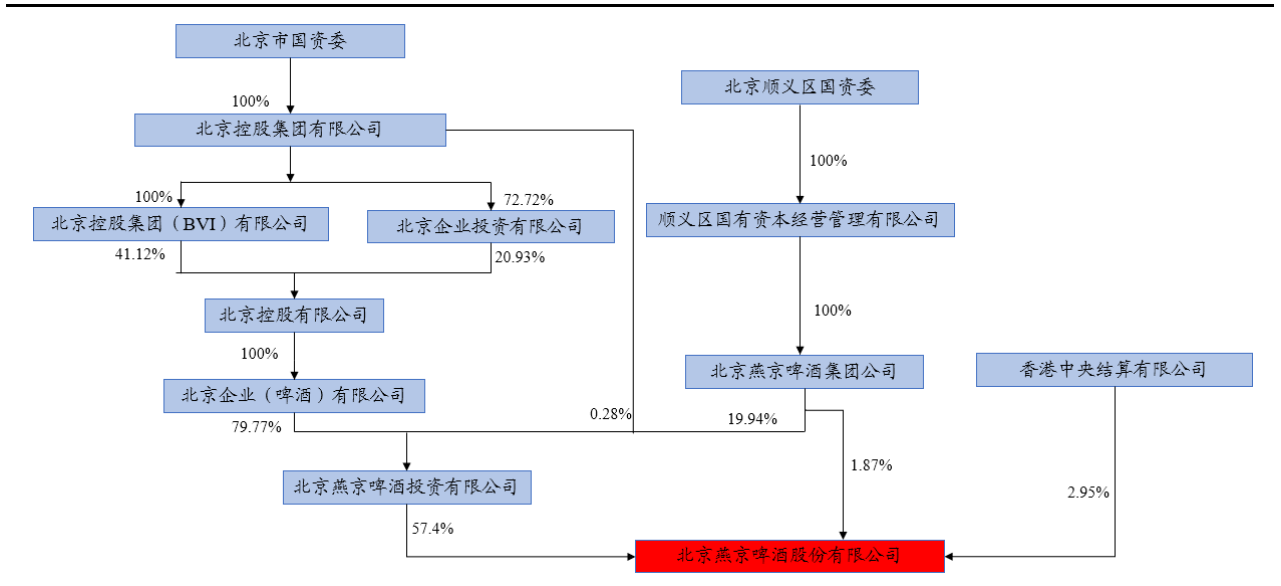 北京市国资委
北京顺义区国资委
100%
北京控股集团有限公司
100%
100%
72.72%
北京控股集团（BVI）有限公司
北京企业投资有限公司
顺义区国有资本经营管理有限公司
41.12%
20.93%
北京控股有限公司
100%
100%
北京燕京啤酒集团公司
香港中央结算有限公司
北京企业（啤酒）有限公司
79.77%
0.28%
19.94%
1.87%
北京燕京啤酒投资有限公司
2.95%
57.4%
北京燕京啤酒股份有限公司